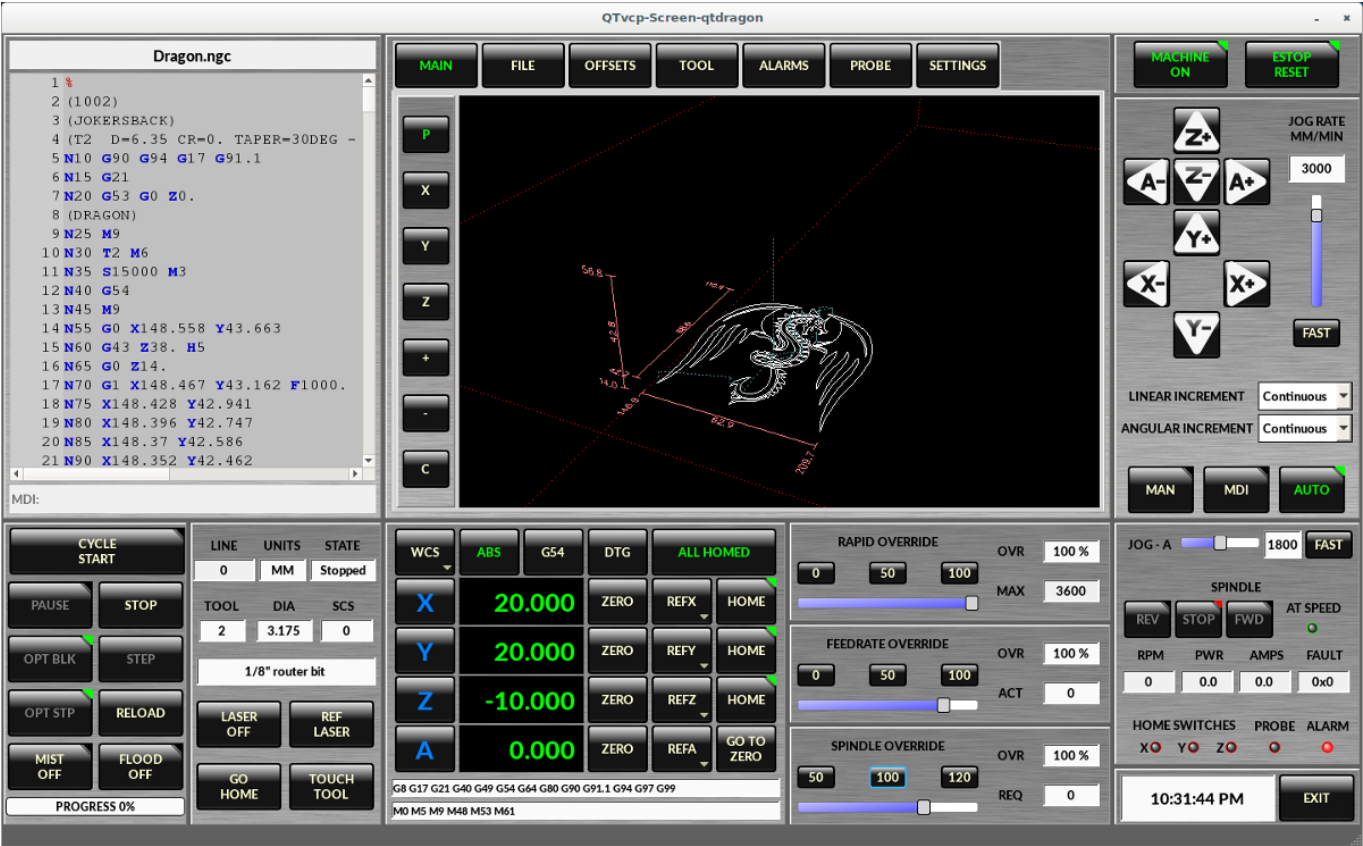 QTvcp-Screen-qtdragon
Dragon.ngc
1 %
2 (1002)
3 (JOKERSBACK)
4 (T2  D=6.35 CR=0. TAPER=30DEG -
5 N10 G90 G94 G17 G91.1
6 N15 G21
7 N20 G53 G0 Z0.
8 (DRAGON)
9 N25 M9
10 N30 T2 M6
11 N35 S15000 M3
12 N40 G54
13 N45 M9
14 N55 G0 X148.558 Y43.663
15 N60 G43 Z38. H5
16 N65 G0 Z14.
17 N70 G1 X148.467 Y43.162 F1000.
18 N75 X148.428 Y42.941
19 N80 X148.396 Y42.747
20 N85 X148.37 Y42.586
21 N90 X148.352 Y42.462
MDI:
MAIN FILE OFFSETS TOOL ALARMS PROBE SETTINGS
P
X
Y
Z
+
-
C
56.8
42.8
14.0
98.6
146.9
62.9
209.7
MACHINE
ON
ESTOP
RESET
JOG RATE
MM/MIN
3000
Z+
A- Z- A+
Y+
X- X+
Y-
FAST
LINEAR INCREMENT Continuous
ANGULAR INCREMENT Continuous
MAN MDI AUTO
CYCLE
START
PAUSE STOP
OPT BLK STEP
OPT STP RELOAD
MIST
OFF
FLOOD
OFF
PROGRESS 0%
LINE UNITS STATE
0 MM Stopped
TOOL DIA SCS
2 3.175 0
1/8" router bit
LASER
OFF
REF
LASER
GO
HOME
TOUCH
TOOL
WCS ABS G54 DTG ALL HOMED
X 20.000 ZERO REFX HOME
Y 20.000 ZERO REFY HOME
Z -10.000 ZERO REFZ HOME
A 0.000 ZERO REFA GO TO
ZERO
G8 G17 G21 G40 G49 G54 G64 G80 G90 G91.1 G94 G97 G99
M0 M5 M9 M48 M53 M61
RAPID OVERRIDE
OVR 100 %
0 50 100
MAX 3600
FEEDRATE OVERRIDE
OVR 100 %
0 50 100
ACT 0
SPINDLE OVERRIDE
OVR 100 %
50 100 120
REQ 0
JOG - A 1800 FAST
SPINDLE
REV STOP FWD
AT SPEED
RPM PWR AMPS FAULT
0 0.0 0.0 0x0
HOME SWITCHES PROBE ALARM
X Y Z
10:31:44 PM
EXIT